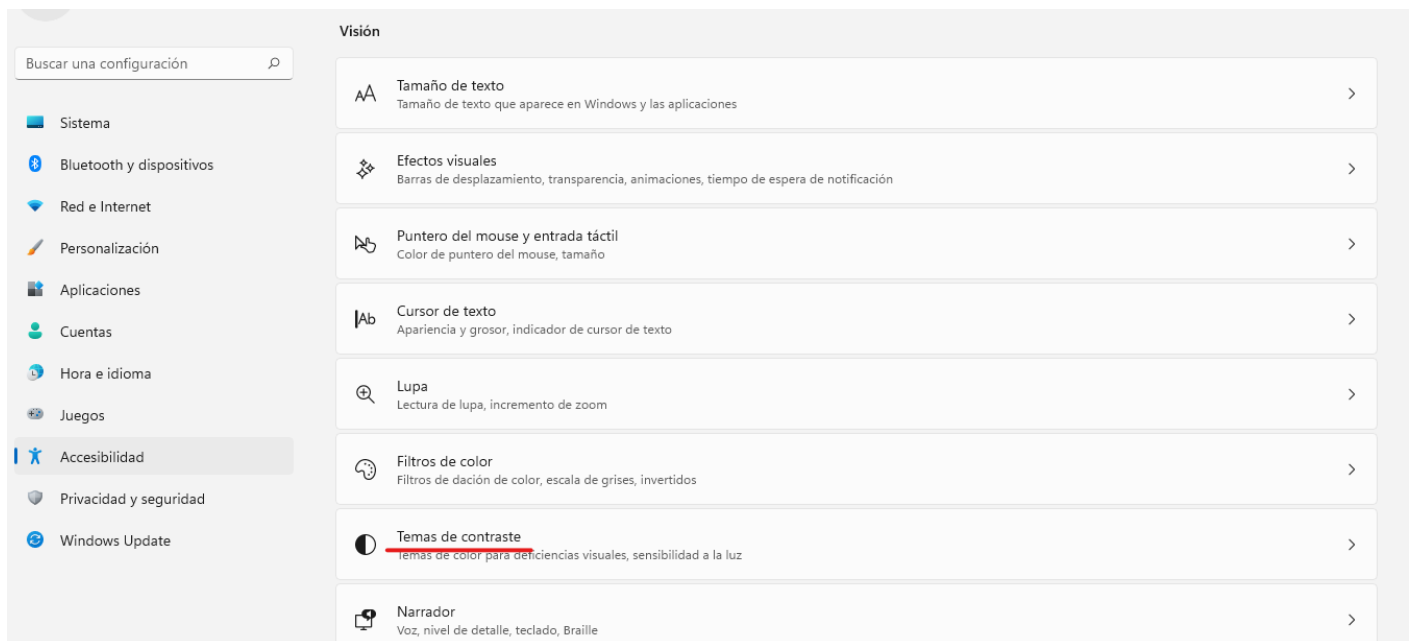 Buscar una configuración
Sistema
Bluetooth y dispositivos
Red e Internet
Personalización
Aplicaciones
Cuentas
Hora e idioma
Juegos
Accesibilidad
Privacidad y seguridad
Windows Update
Visión
Tamaño de texto
Tamaño de texto que aparece en Windows y las aplicaciones
Efectos visuales
Barras de desplazamiento, transparencia, animaciones, tiempo de espera de notificación
Puntero del mouse y entrada táctil
Color de puntero del mouse, tamaño
Cursor de texto
Apariencia y grosor, indicador de cursor de texto
Lupa
Lectura de lupa, incremento de zoom
Filtros de color
Filtros de dación de color, escala de grises, invertidos
Temas de contraste
Temas de color para deficiencias visuales, sensibilidad a la luz
Narrador
Voz, nivel de detalle, teclado, Braille